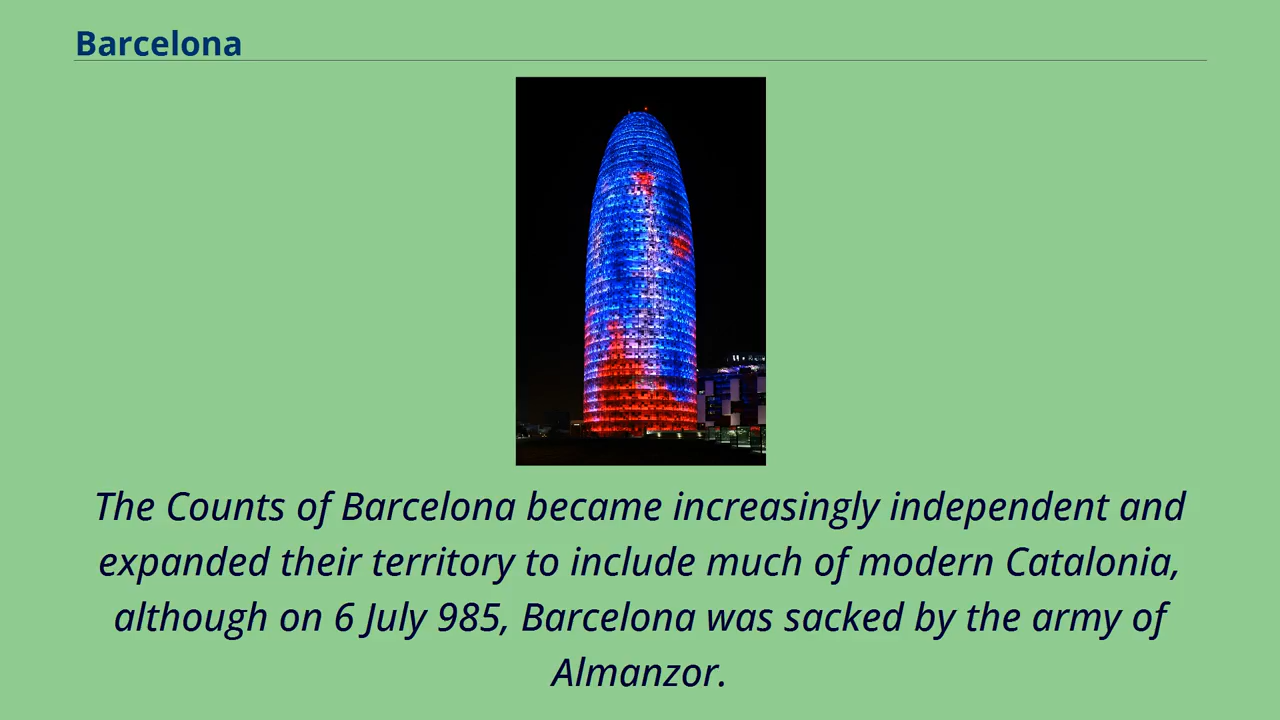 Barcelona
The Counts of Barcelona became increasingly independent and
expanded their territory to include much of modern Catalonia,
although on 6 July 985, Barcelona was sacked by the army of
Almanzor.